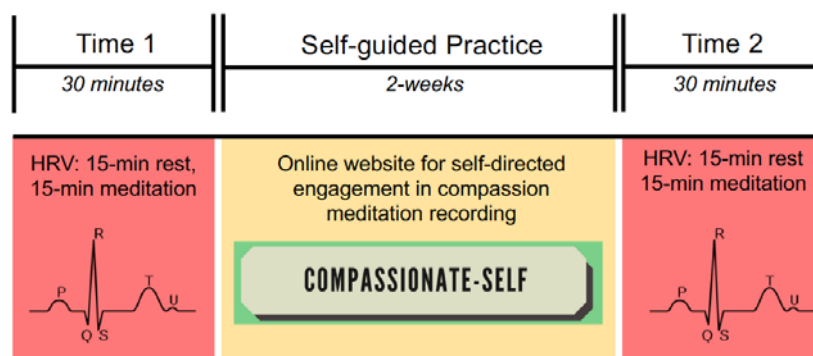 Time 1
Self-guided Practice
Time 2
30 minutes
2-weeks
30 minutes
HRV: 15-min rest,
15-min meditation
R
P
T
U
Q
S
Online website for self-directed
engagement in compassion
meditation recording
COMPASSIONATE-SELF
HRV: 15-min rest
15-min meditation
R
P
T
U
Q
S